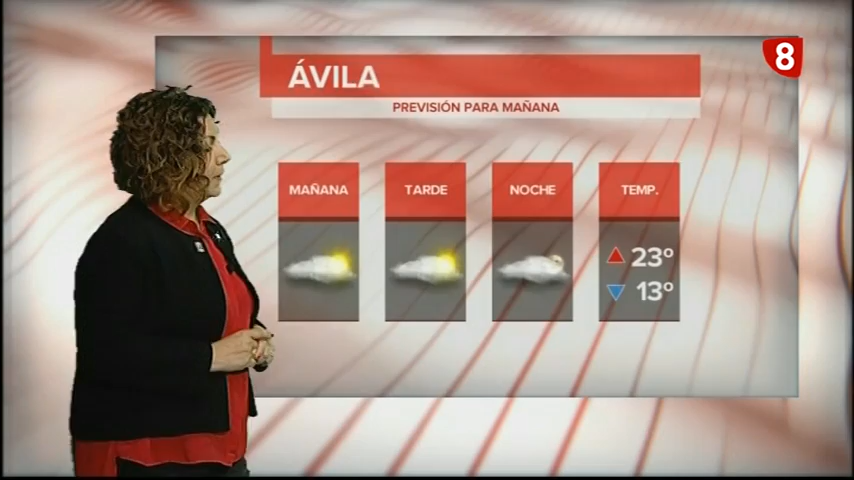 8
ÁVILA
PREVISIÓN PARA MAÑANA
MAÑANA TARDE NOCHE TEMP.
23º
13º